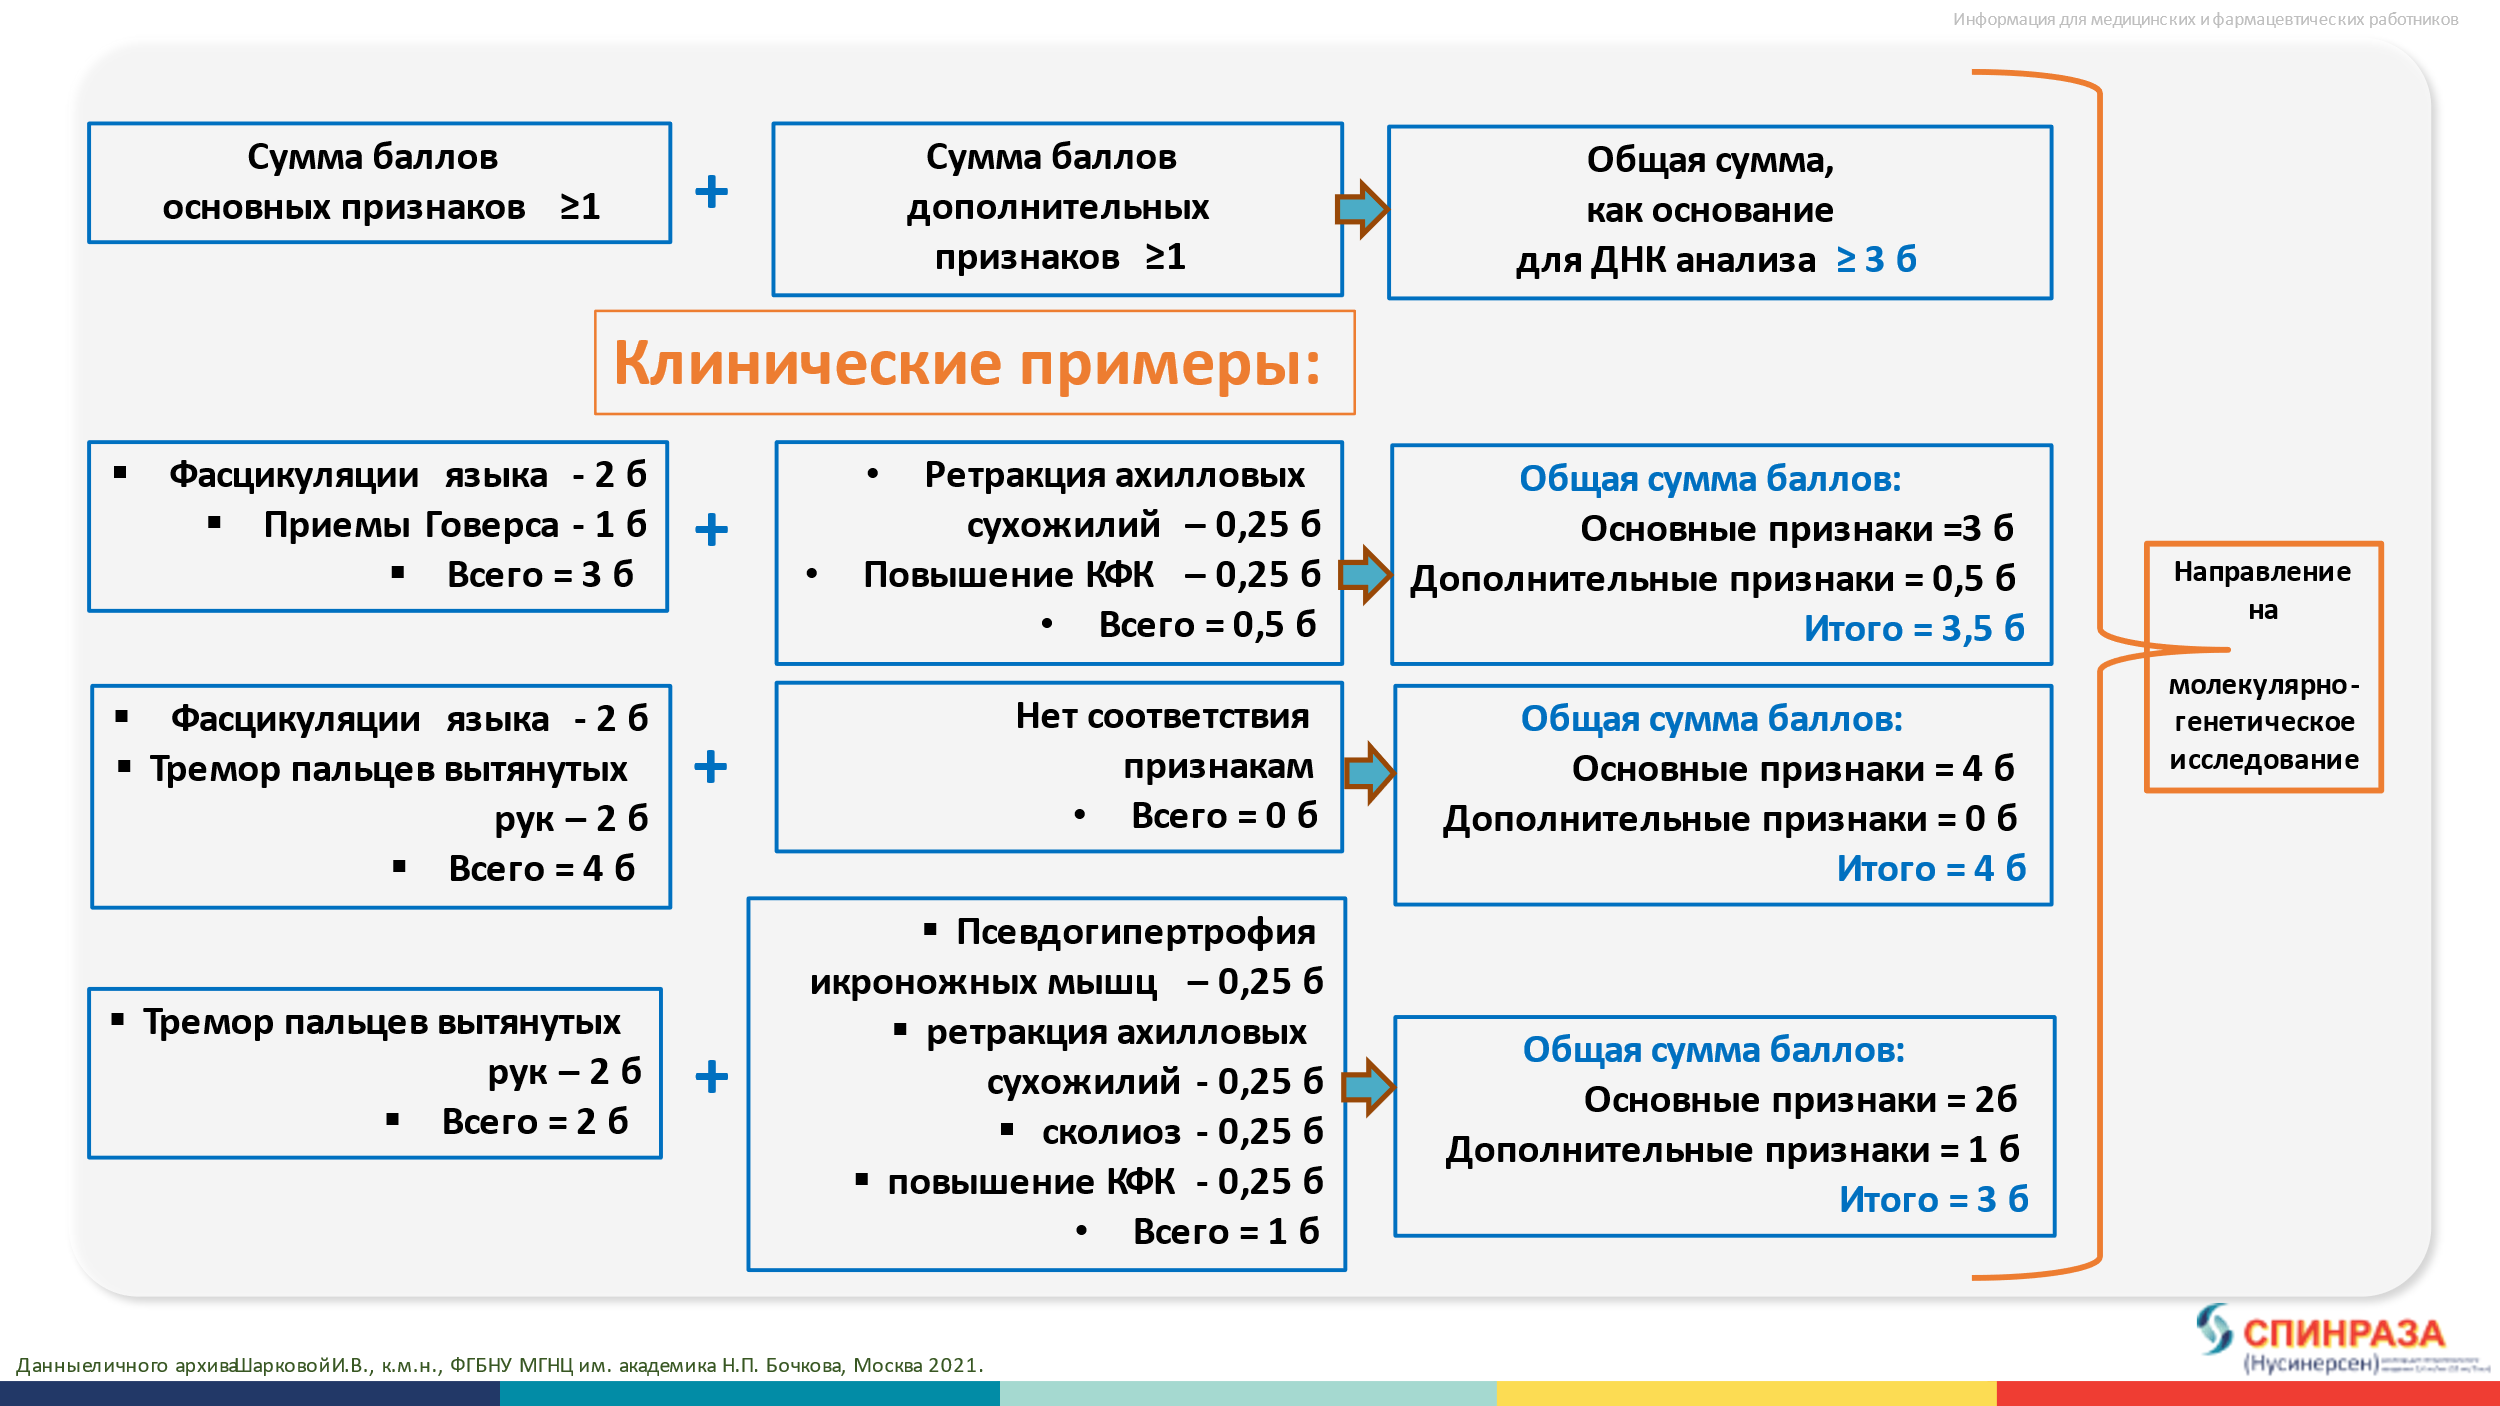 Информация для медицинских и фармацевтических работников
Сумма баллов
основных признаков ≥1
+
Сумма баллов
дополнительных
признаков ≥1
Общая сумма,
как основание
для ДНК анализа ≥ 3 б
Клинические примеры:
▪ Фасцикуляции языка - 2 б
▪ Приемы Говерса - 1 б
▪ Всего = 3 б
+
• Ретракция ахилловых
сухожилий – 0,25 б
• Повышение КФК – 0,25 б
• Всего = 0,5 б
Общая сумма баллов:
Основные признаки =3 б
Дополнительные признаки = 0,5 б
Итого = 3,5 б
▪ Фасцикуляции языка - 2 б
▪ Тремор пальцев вытянутых
рук – 2 б
▪ Всего = 4 б
+
Нет соответствия
признакам
• Всего = 0 б
Общая сумма баллов:
Основные признаки = 4 б
Дополнительные признаки = 0 б
Итого = 4 б
▪ Тремор пальцев вытянутых
рук – 2 б
▪ Всего = 2 б
+
▪ Псевдогипертрофия
икроножных мышц – 0,25 б
▪ ретракция ахилловых
сухожилий - 0,25 б
▪ сколиоз - 0,25 б
▪ повышение КФК - 0,25 б
• Всего = 1 б
Общая сумма баллов:
Основные признаки = 2б
Дополнительные признаки = 1 б
Итого = 3 б
Направление
на
молекулярно-
генетическое
исследование
СПИНРАЗА
(Нусинерсен)
Данныеличного архиваШарковойИ.В., к.м.н., ФГБНУ МГНЦ им. академика Н.П. Бочкова, Москва 2021.